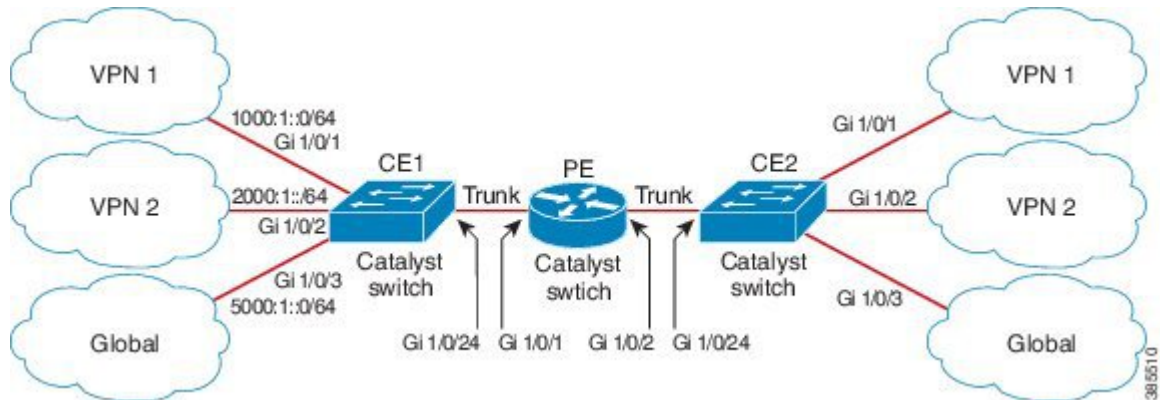 VPN 1
1000:1::0/64
Gi 1/0/1
VPN 2
2000:1::/64
Gi 1/0/2
Global
Gi 1/0/3
5000:1::0/64
CE1
Catalyst
switch
Trunk
PE
Catalyst
swtich
Trunk
CE2
Catalyst
switch
Gi 1/0/24
Gi 1/0/1
Gi 1/0/2
Gi 1/0/24
Gi 1/0/1
VPN 1
Gi 1/0/2
VPN 2
Gi 1/0/3
Global
385510